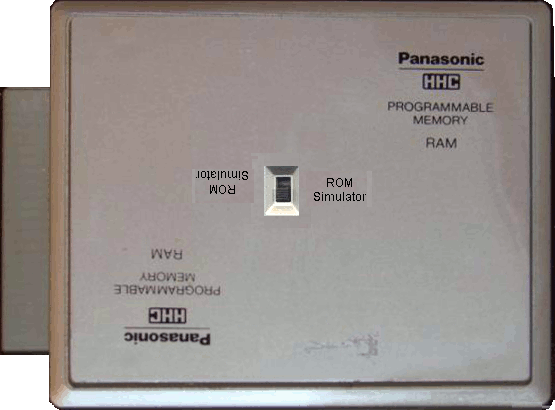 Panasonic
HHC
PROGRAMMABLE
MEMORY
RAM
ROM
Simulator
ROM
Simulator
Panasonic
HHC
PROGRAMMABLE
MEMORY
RAM